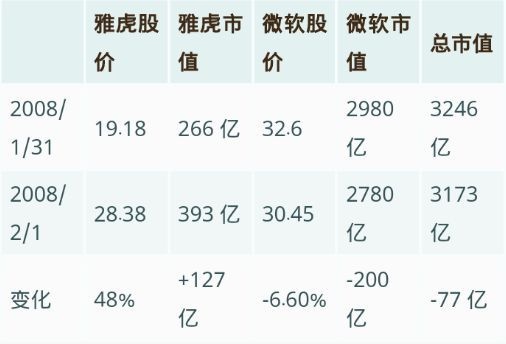 雅虎股价 雅虎市值 微软股价 微软市值 总市值
2008/1/31 19.18 266 亿 32.6 2980 亿 3246 亿
2008/2/1 28.38 393 亿 30.45 2780 亿 3173 亿
变化 48% +127 亿 -6.60% -200 亿 -77 亿